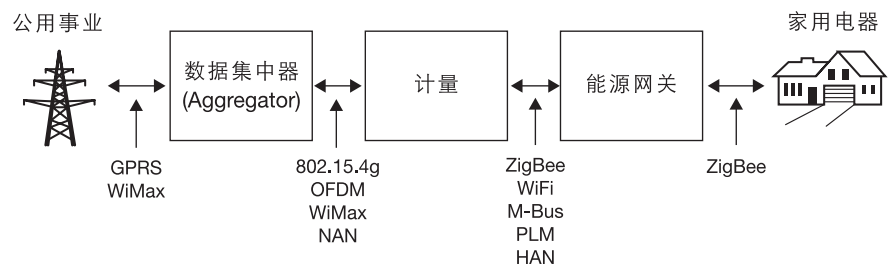 公用事业
家用电器
数据集中器
(Aggregator)
计量
能源网关
GPRS
WiMax
802.15.4g
OFDM
WiMax
NAN
ZigBee
WiFi
M-Bus
PLM
HAN
ZigBee